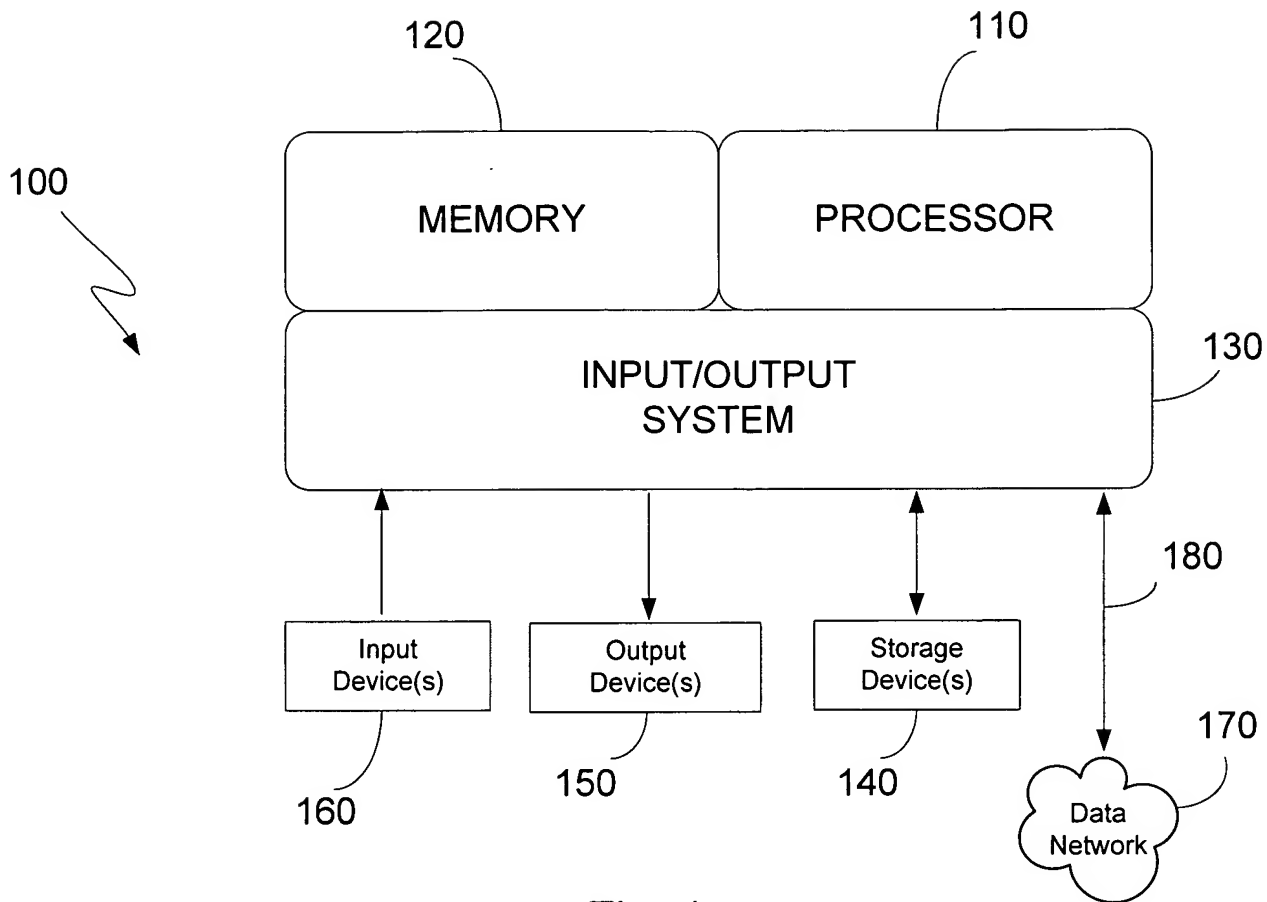 120
110
100
MEMORY
PROCESSOR
INPUT/OUTPUT
SYSTEM
130
180
Input
Device(s)
Output
Device(s)
Storage
Device(s)
160
150
140
170
Data
Network